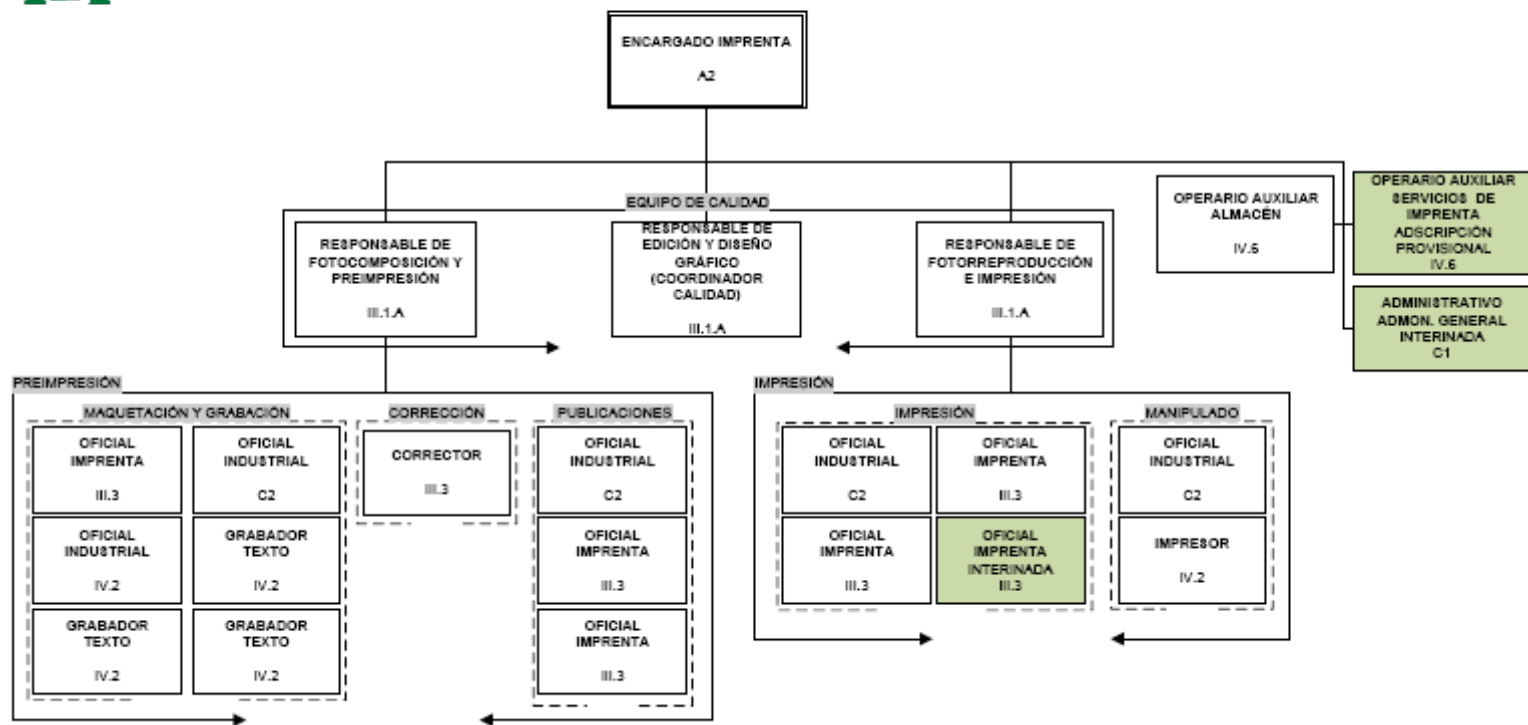 ENCARGADO IMPRENTA
A2
EQUIPO DE CALIDAD
RESPONSABLE DE
FOTOCOMPOSICIÓN Y
PREIMPRESIÓN
III.1.A
RESPONSABLE DE
EDICIÓN Y DISEÑO
GRÁFICO
(COORDINADOR
CALIDAD)
III.1.A
RESPONSABLE DE
FOTORREPRODUCCIÓN
E IMPRESIÓN
III.1.A
OPERARIO AUXILIAR
ALMACÉN
IV.6
OPERARIO AUXILIAR
SERVICIOS DE
IMPRENTA
ADSCRIPCIÓN
PROVISIONAL
IV.6
ADMINISTRATIVO
ADMON. GENERAL
INTERINADA
C1
PREIMPRESIÓN
MAQUETACIÓN Y GRABACIÓN
OFICIAL
IMPRENTA
III.3
OFICIAL
INDUSTRIAL
C2
OFICIAL
INDUSTRIAL
IV.2
GRABADOR
TEXTO
IV.2
GRABADOR
TEXTO
IV.2
GRABADOR
TEXTO
IV.2
CORRECCIÓN
CORRECTOR
III.3
PUBLICACIONES
OFICIAL
INDUSTRIAL
C2
OFICIAL
IMPRENTA
III.3
OFICIAL
IMPRENTA
III.3
IMPRESIÓN
IMPRESIÓN
OFICIAL
INDUSTRIAL
C2
OFICIAL
IMPRENTA
III.3
OFICIAL
IMPRENTA
III.3
OFICIAL
IMPRENTA
INTERINADA
III.3
MANIPULADO
OFICIAL
INDUSTRIAL
C2
IMPRESOR
IV.2